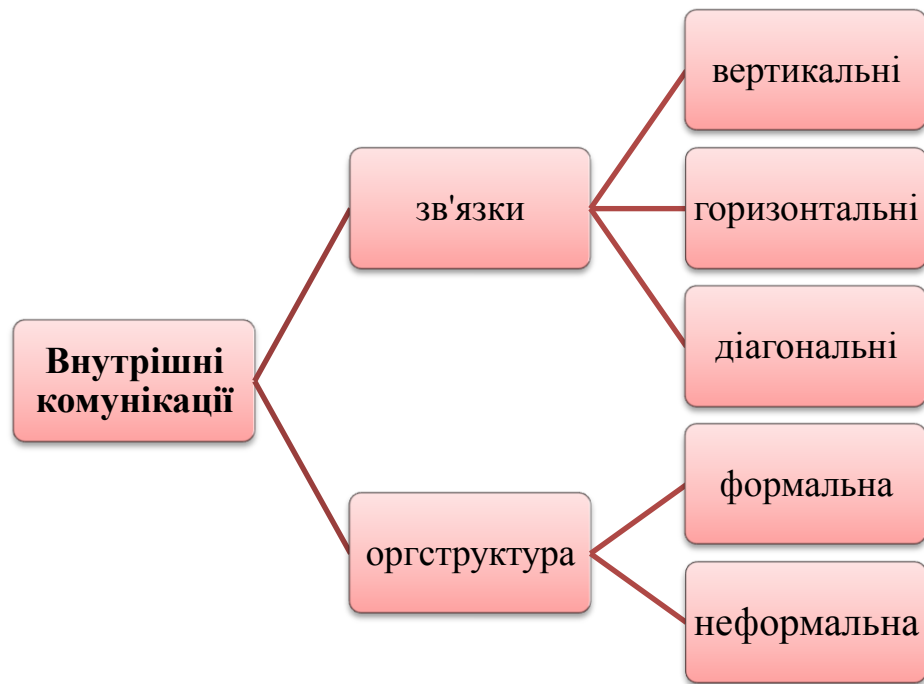 вертикальні
зв'язки
горизонтальні
діагональні
Внутрішні
комунікації
формальна
оргструктура
неформальна